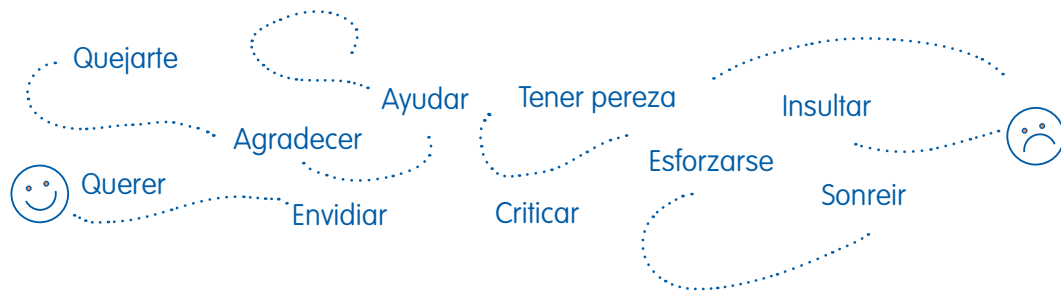 Quejarte
Ayudar
Tener pereza
Insultar
Agradecer
Esforzarse
Querer
Sonreir
Envidiar
Criticar